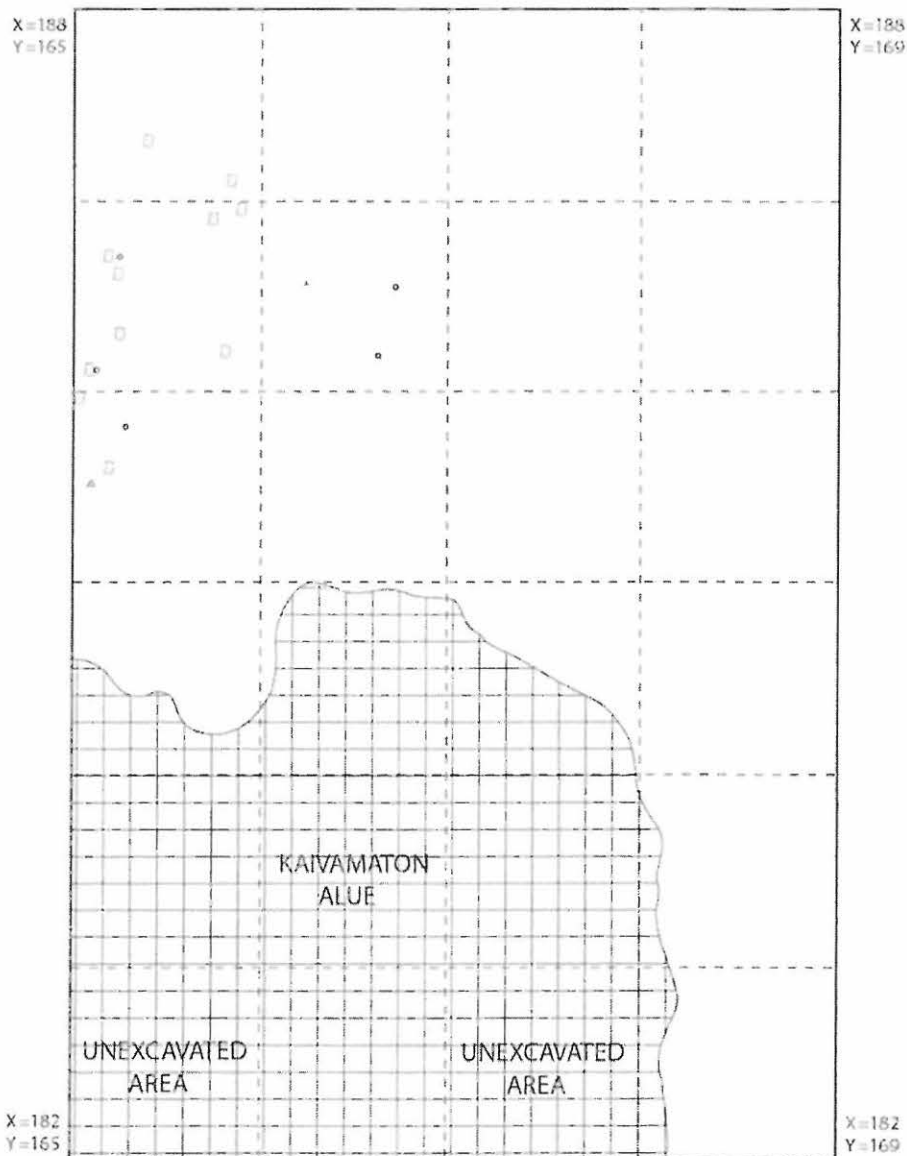 X=188
Y=165
X=188
Y=169
KAIVAMATON
ALUE
UNEXCAVATED
AREA
UNEXCAVATED
AREA
X=182
Y=165
X=182
Y=169